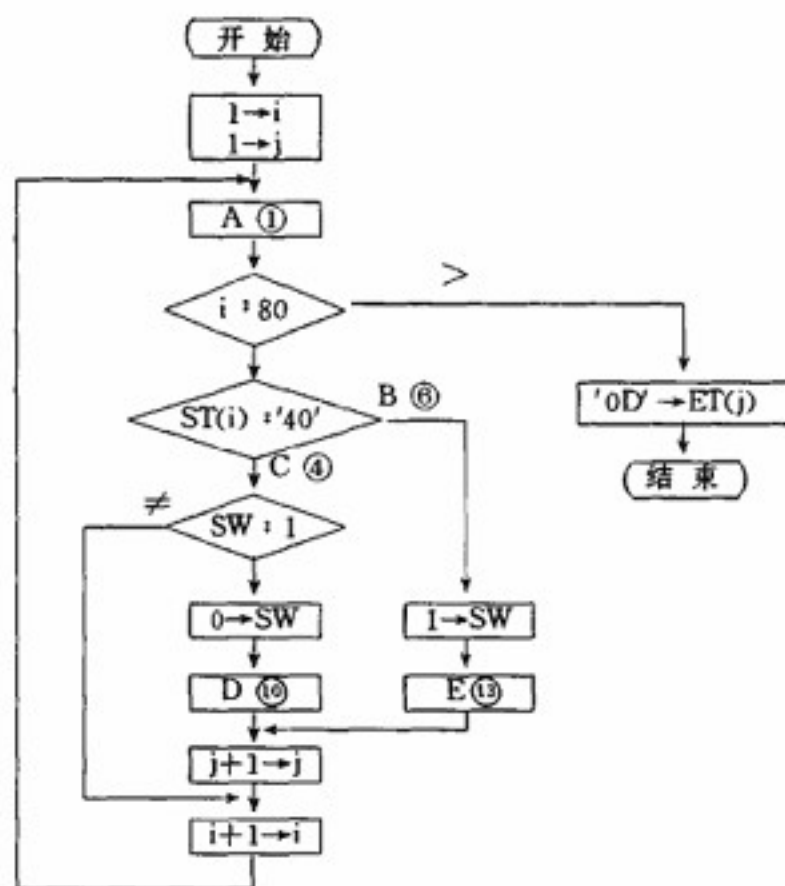 开 始
1→i
1→j
A ①
i : 80
>
ST(i) : '40'
B ⑥
'0D' →ET(j)
C ④
结 束
≠
SW : 1
0→SW
1→SW
D ⑩
E ⑬
j+1→j
i+1→i